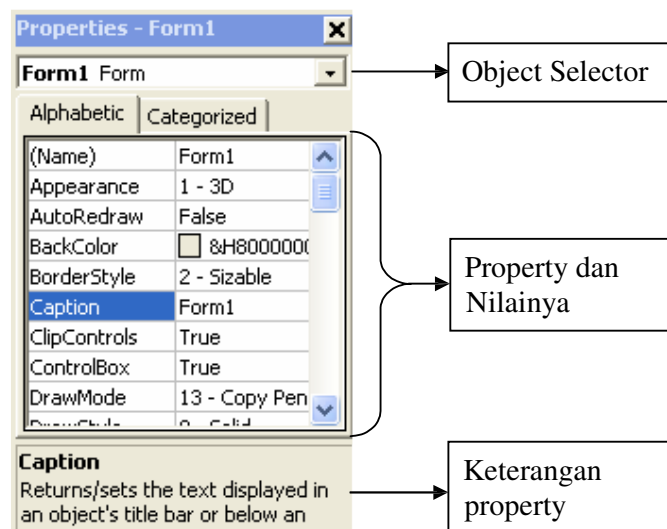 Properties - Form1
Form1 Form
Object Selector
Alphabetic Categorized
(Name) Form1
Appearance 1 - 3D
AutoRedraw False
BackColor &H8000000
BorderStyle 2 - Sizable
Caption Form1
ClipControls True
ControlBox True
DrawMode 13 - Copy Pen
Property dan
Nilainya
Caption
Returns/sets the text displayed in
an object's title bar or below an
Keterangan
property